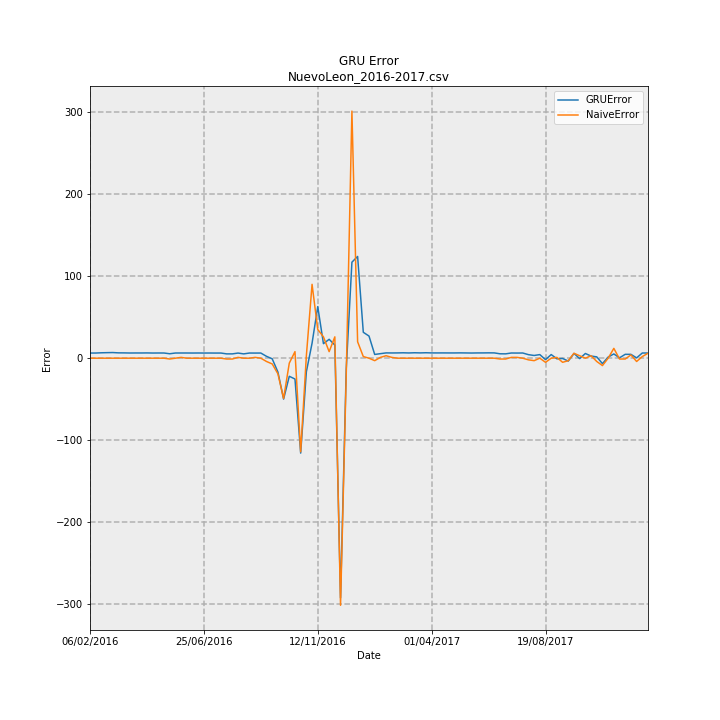 GRU Error
NuevoLeon_2016-2017.csv
GRUError
NaiveError
300
200
100
0
−100
−200
−300
Error
06/02/2016
25/06/2016
12/11/2016
01/04/2017
19/08/2017
Date